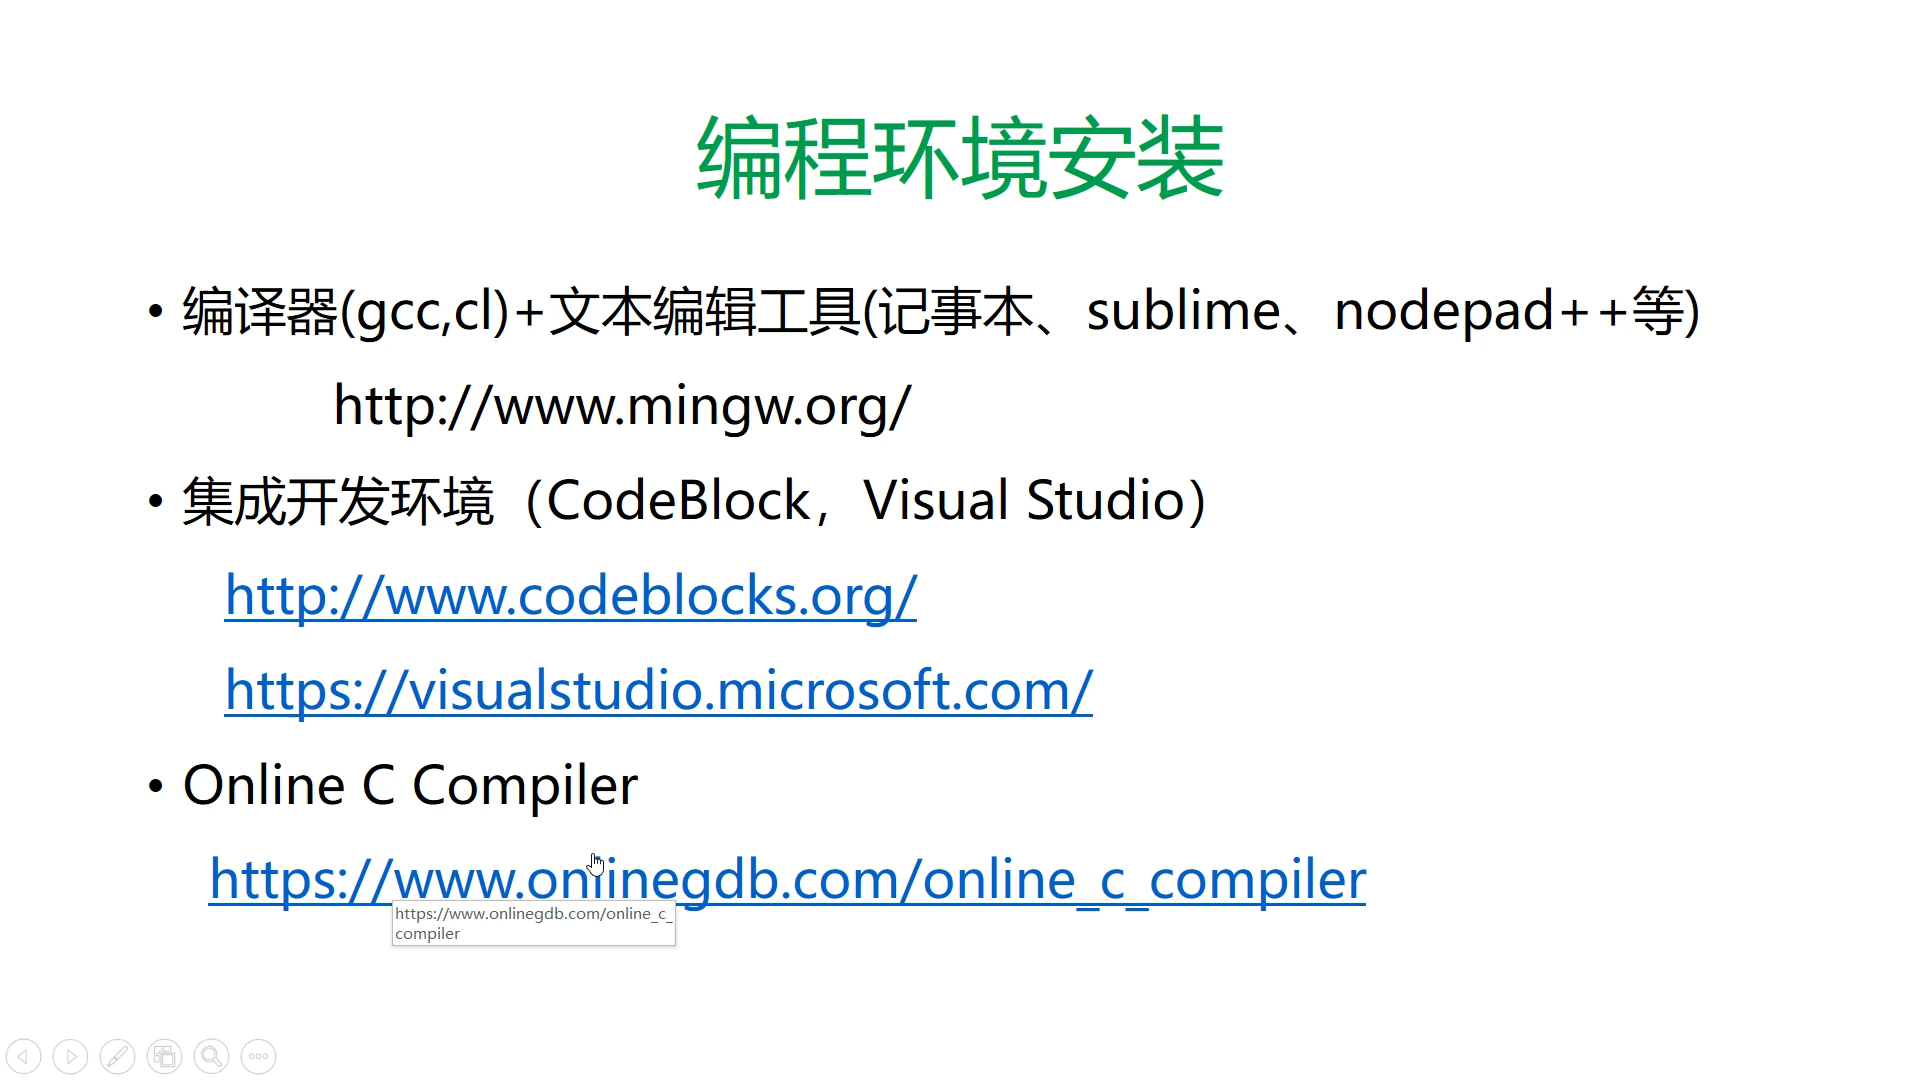 编程环境安装
• 编译器(gcc,cl)+文本编辑工具(记事本、sublime、nodepad++等)
http://www.mingw.org/
• 集成开发环境（CodeBlock，Visual Studio）
http://www.codeblocks.org/
https://visualstudio.microsoft.com/
• Online C Compiler
https://www.onlinegdb.com/online_c_compiler
https://www.onlinegdb.com/online_c_
compiler